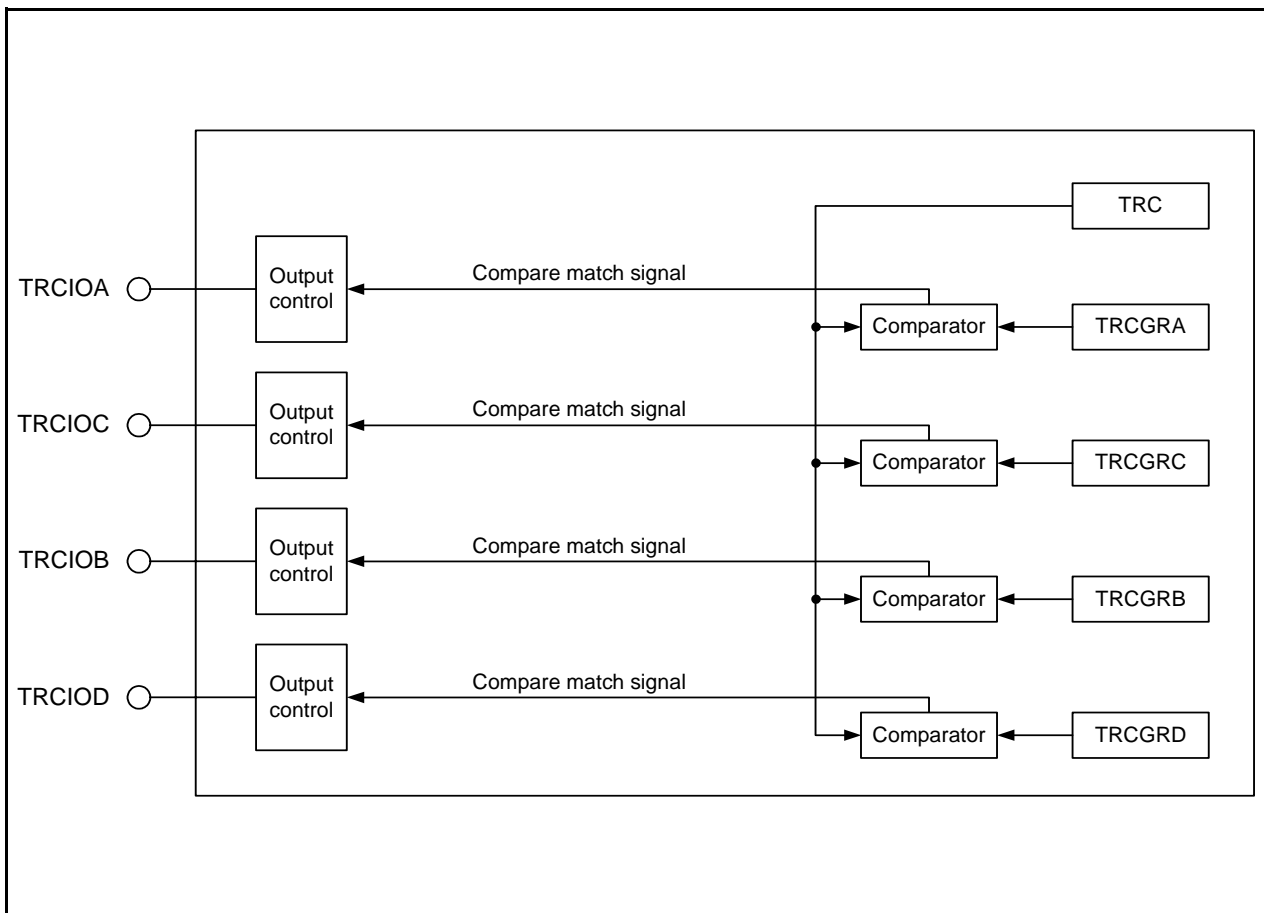 TRC
TRCIOA
Output
control
Compare match signal
Comparator
TRCGRA
TRCIOC
Output
control
Compare match signal
Comparator
TRCGRC
TRCIOB
Output
control
Compare match signal
Comparator
TRCGRB
TRCIOD
Output
control
Compare match signal
Comparator
TRCGRD